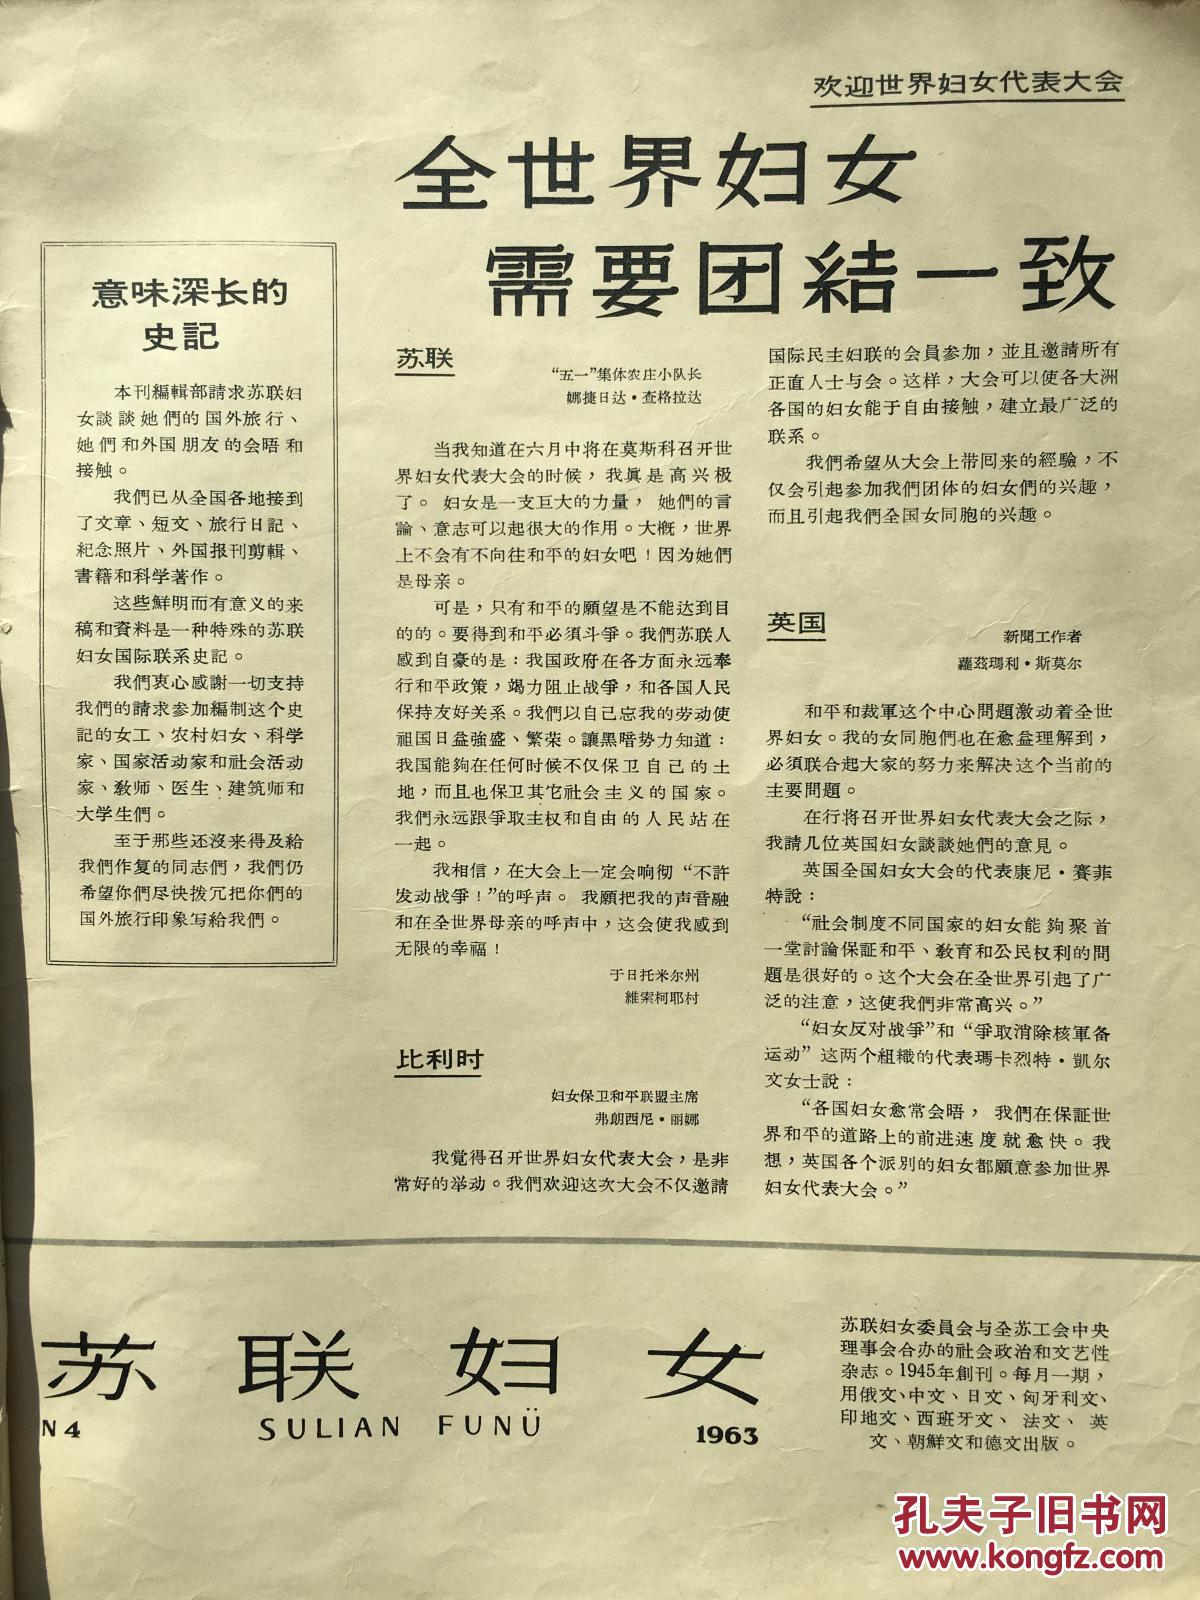 欢迎世界妇女代表大会
全世界妇女
需要团結一致
意味深长的
史記
本刊編輯部請求苏联妇
女談談她們的国外旅行、
她們和外国朋友的会晤和
接触。
我們已从全国各地接到
了文章、短文、旅行日記、
紀念照片、外国报刊剪輯、
書籍和科学著作。
这些鮮明而有意义的来
稿和資料是一种特殊的苏联
妇女国际联系史記。
我們衷心感謝一切支持
我們的請求参加編制这个史
記的女工、农村妇女、科学
家、国家活动家和社会活动
家、敎师、医生、建筑师和
大学生們。
至于那些还沒来得及給
我們作复的同志們，我們仍
希望你們尽快拨冗把你們的
国外旅行印象写給我們。
苏联
“五一”集体农庄小队长
娜捷日达·查格拉达
当我知道在六月中将在莫斯科召开世
界妇女代表大会的时候，我眞是高兴极
了。妇女是一支巨大的力量，她們的言
論、意志可以起很大的作用。大概，世界
上不会有不向往和平的妇女吧！因为她們
是母亲。
可是，只有和平的願望是不能达到目
的的。要得到和平必須斗爭。我們苏联人
感到自豪的是：我国政府在各方面永远奉
行和平政策，竭力阻止战爭，和各国人民
保持友好关系。我們以自己忘我的劳动使
祖国日益強盛、繁荣。讓黑暗势力知道：
我国能夠在任何时候不仅保卫自己的土
地，而且也保卫其它社会主义的国家。
我們永远跟爭取主权和自由的人民站在
一起。
我相信，在大会上一定会响彻“不許
发动战爭！”的呼声。我願把我的声音融
和在全世界母亲的呼声中，这会使我感到
无限的幸福！
于日托米尔州
維索柯耶村
比利时
妇女保卫和平联盟主席
弗朗西尼·丽娜
我覺得召开世界妇女代表大会，是非
常好的举动。我們欢迎这次大会不仅邀請
国际民主妇联的会員参加，並且邀請所有
正直人士与会。这样，大会可以使各大洲
各国的妇女能于自由接触，建立最广泛的
联系。
我們希望从大会上带回来的經驗，不
仅会引起参加我們团体的妇女們的兴趣，
而且引起我們全国女同胞的兴趣。
英国
新聞工作者
蘿茲瑪利·斯莫尔
和平和裁軍这个中心問題激动着全世
界妇女。我的女同胞們也在愈益理解到，
必須联合起大家的努力来解决这个当前的
主要問題。
在行将召开世界妇女代表大会之际，
我請几位英国妇女談談她們的意見。
英国全国妇女大会的代表康尼·賽菲
特說：
“社会制度不同国家的妇女能夠聚首
一堂討論保証和平、敎育和公民权利的問
題是很好的。这个大会在全世界引起了广
泛的注意，这使我們非常高兴。”
“妇女反对战爭”和“爭取消除核軍备
运动”这两个組織的代表瑪卡烈特·凱尔
文女士說：
“各国妇女愈常会晤，我們在保証世
界和平的道路上的前进速度就愈快。我
想，英国各个派別的妇女都願意参加世界
妇女代表大会。”
苏联妇女
N 4 SULIAN FUNÜ 1963
苏联妇女委員会与全苏工会中央
理事会合办的社会政治和文艺性
杂志。1945年創刊。每月一期，
用俄文、中文、日文、匈牙利文、
印地文、西班牙文、法文、英
文、朝鮮文和德文出版。
孔夫子旧书网
www.kongfz.com